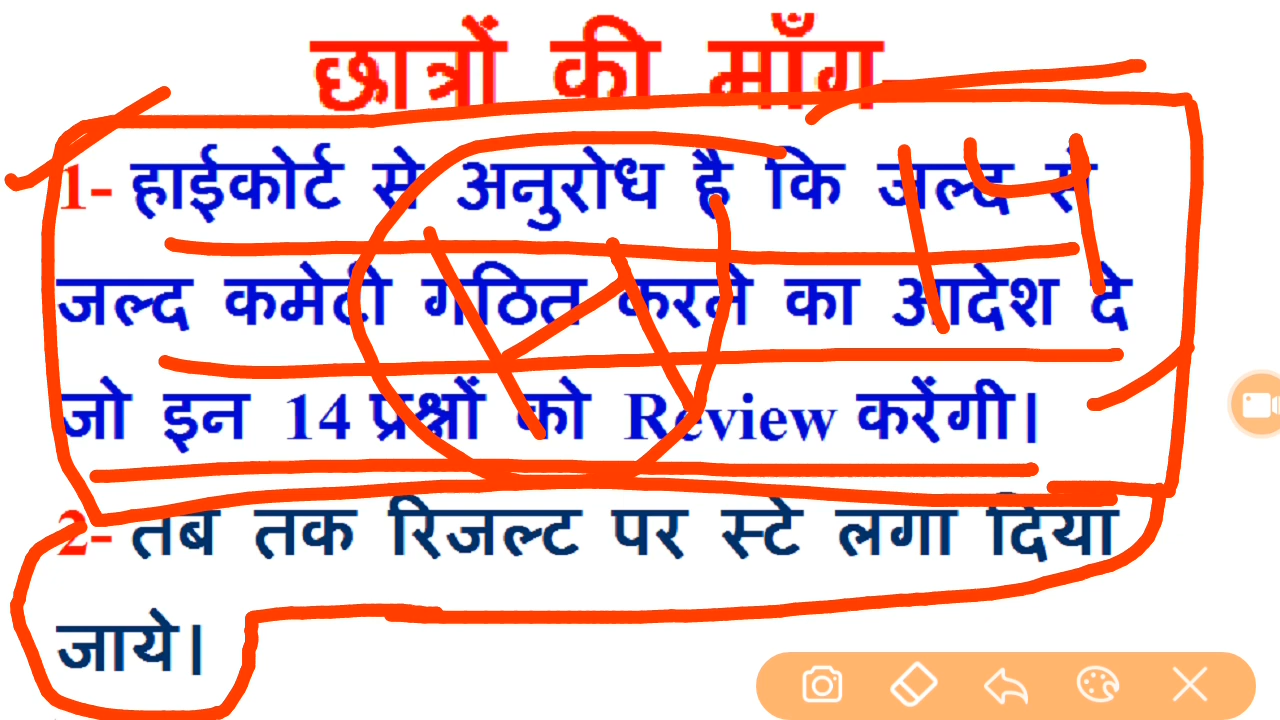 छात्रों की माँग
1- हाईकोर्ट से अनुरोध है कि जल्द से
जल्द कमेटी गठित करने का आदेश दे
जो इन 14 प्रश्नों को Review करेंगी।
2- तब तक रिजल्ट पर स्टे लगा दिया
जाये।